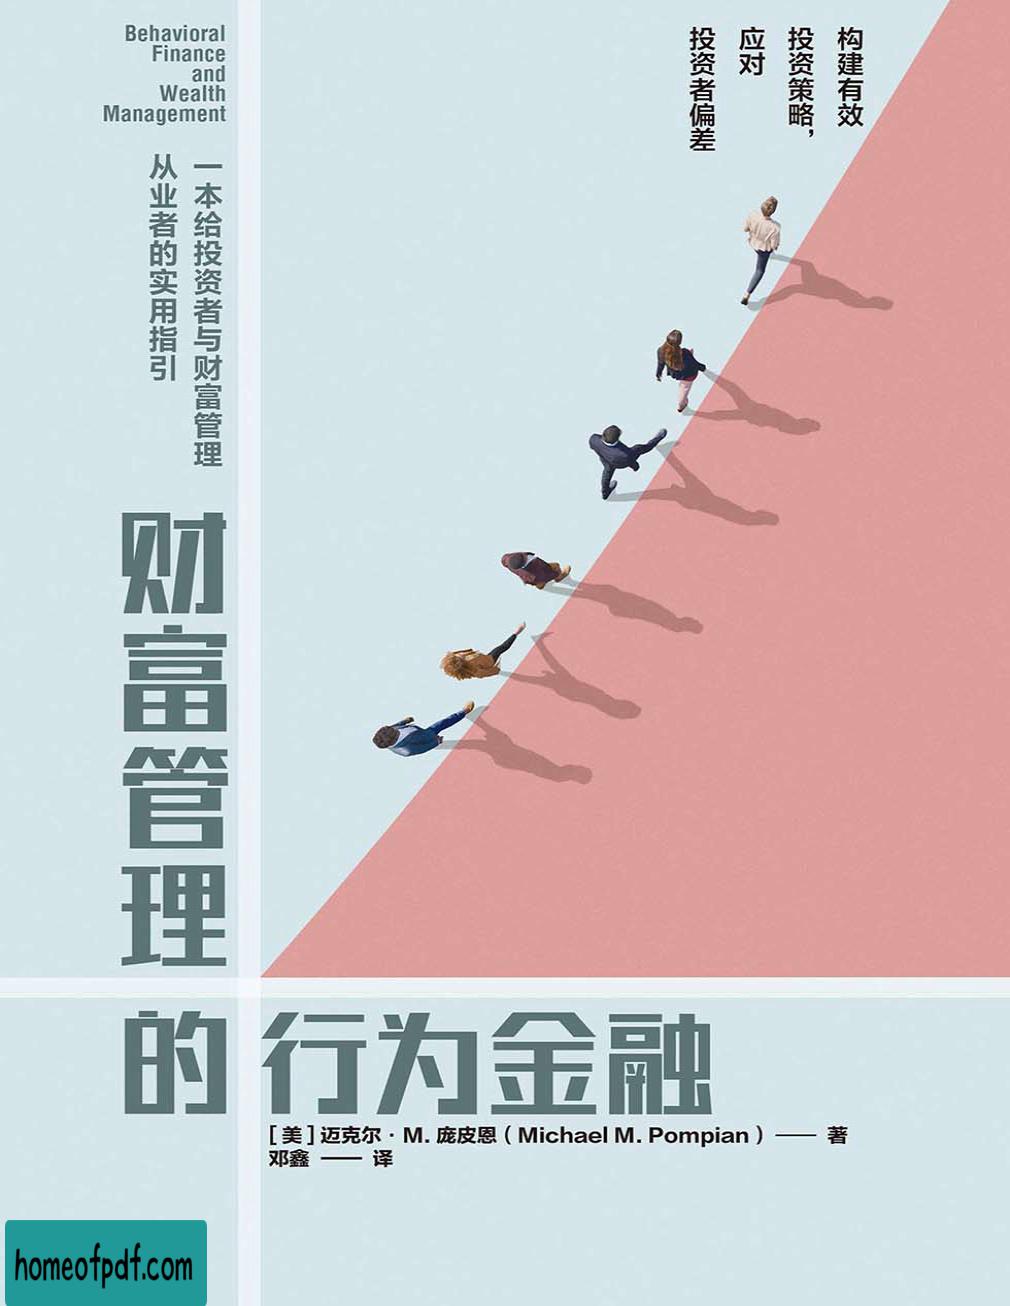 Behavioral
Finance
and
Wealth
Management
构建有效
投资策略，
应对
投资者偏差
一本给投资者与财富管理
从业者的实用指引
财富管理的行为金融
[美]迈克尔·M.庞皮恩（Michael M. Pompian）—— 著
邓鑫 —— 译
homeofpdf.com